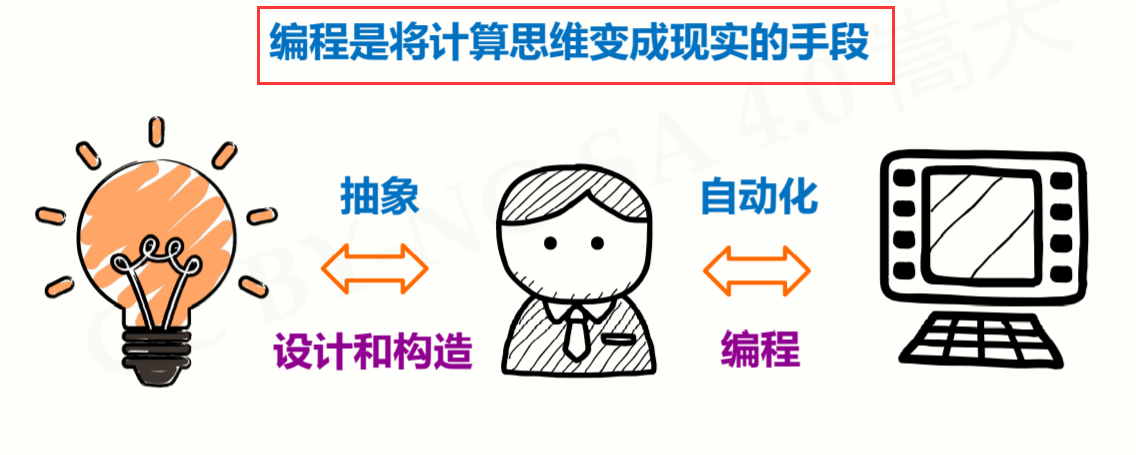 编程是将计算思维变成现实的手段
抽象
自动化
设计和构造
编程
CC BY NC SA 4.0 嵩天